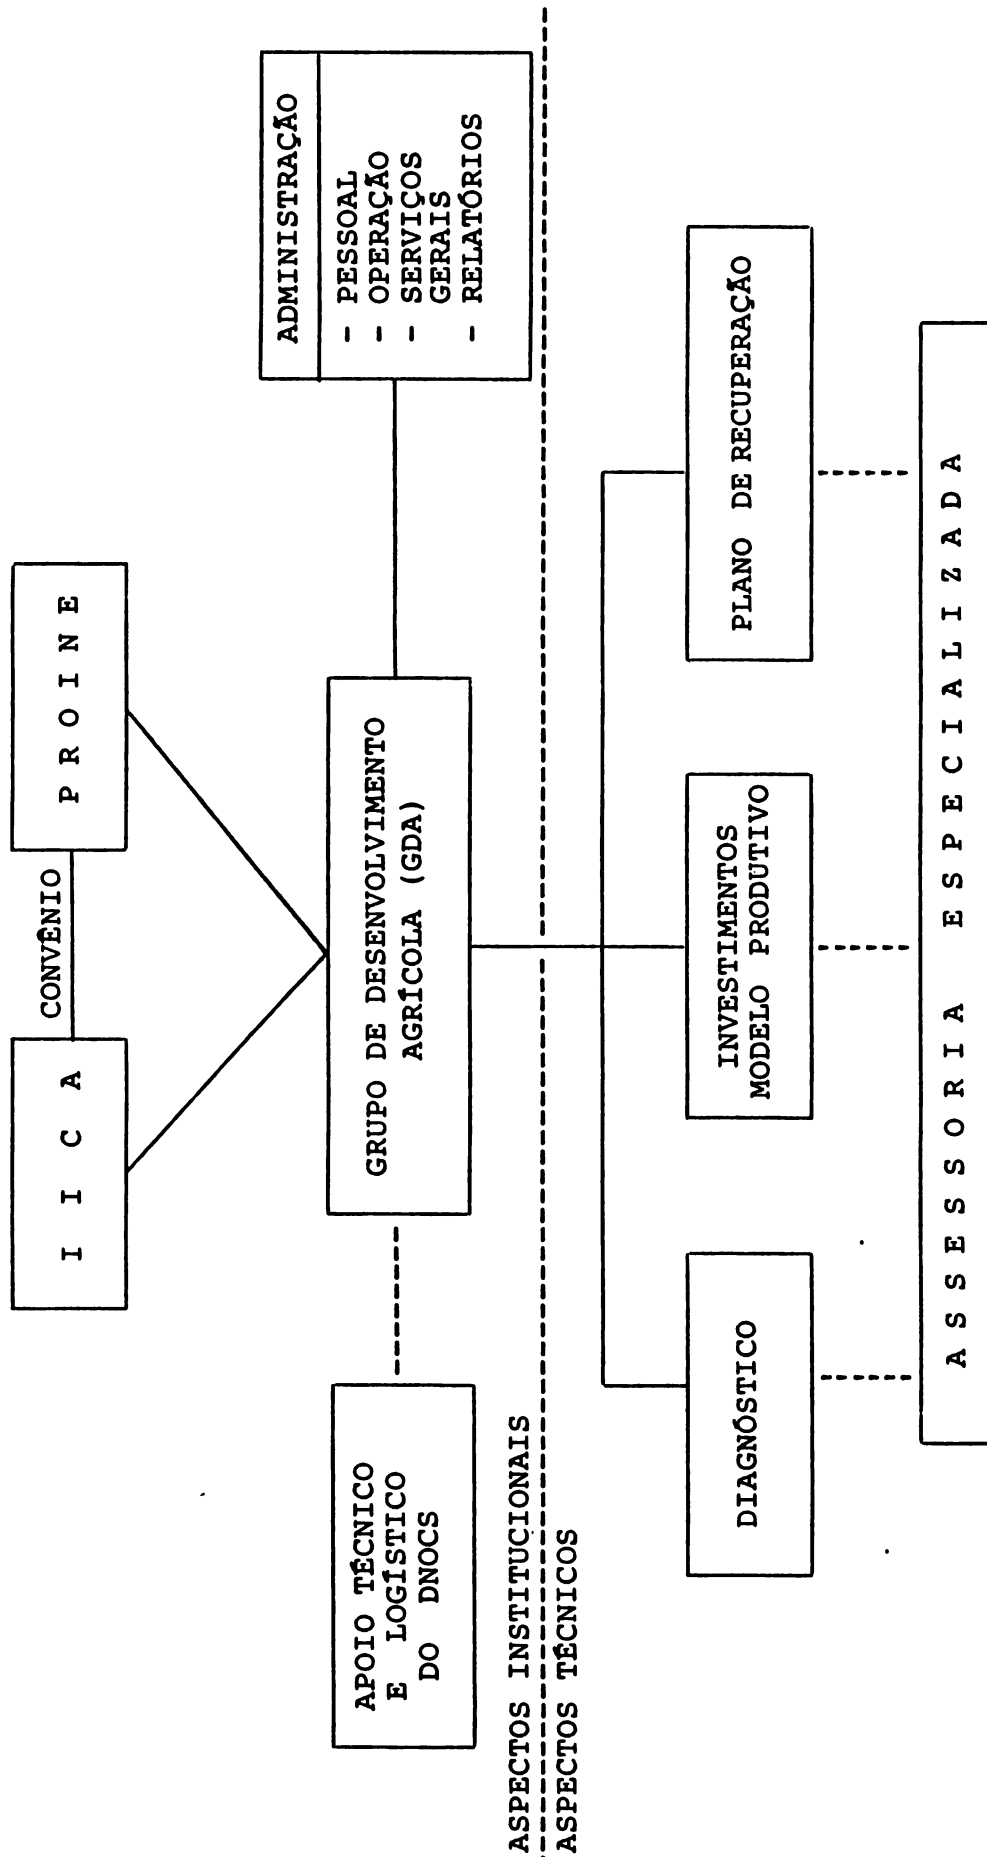 I I C A
CONVÊNIO
P R O I N E
APOIO TÉCNICO
E LOGÍSTICO
DO DNOCS
GRUPO DE DESENVOLVIMENTO
AGRÍCOLA (GDA)
ADMINISTRAÇÃO
- PESSOAL
- OPERAÇÃO
- SERVIÇOS
GERAIS
- RELATÓRIOS
ASPECTOS INSTITUCIONAIS
ASPECTOS TÉCNICOS
DIAGNÓSTICO
INVESTIMENTOS
MODELO PRODUTIVO
PLANO DE RECUPERAÇÃO
A S S E S S O R I A E S P E C I A L I Z A D A